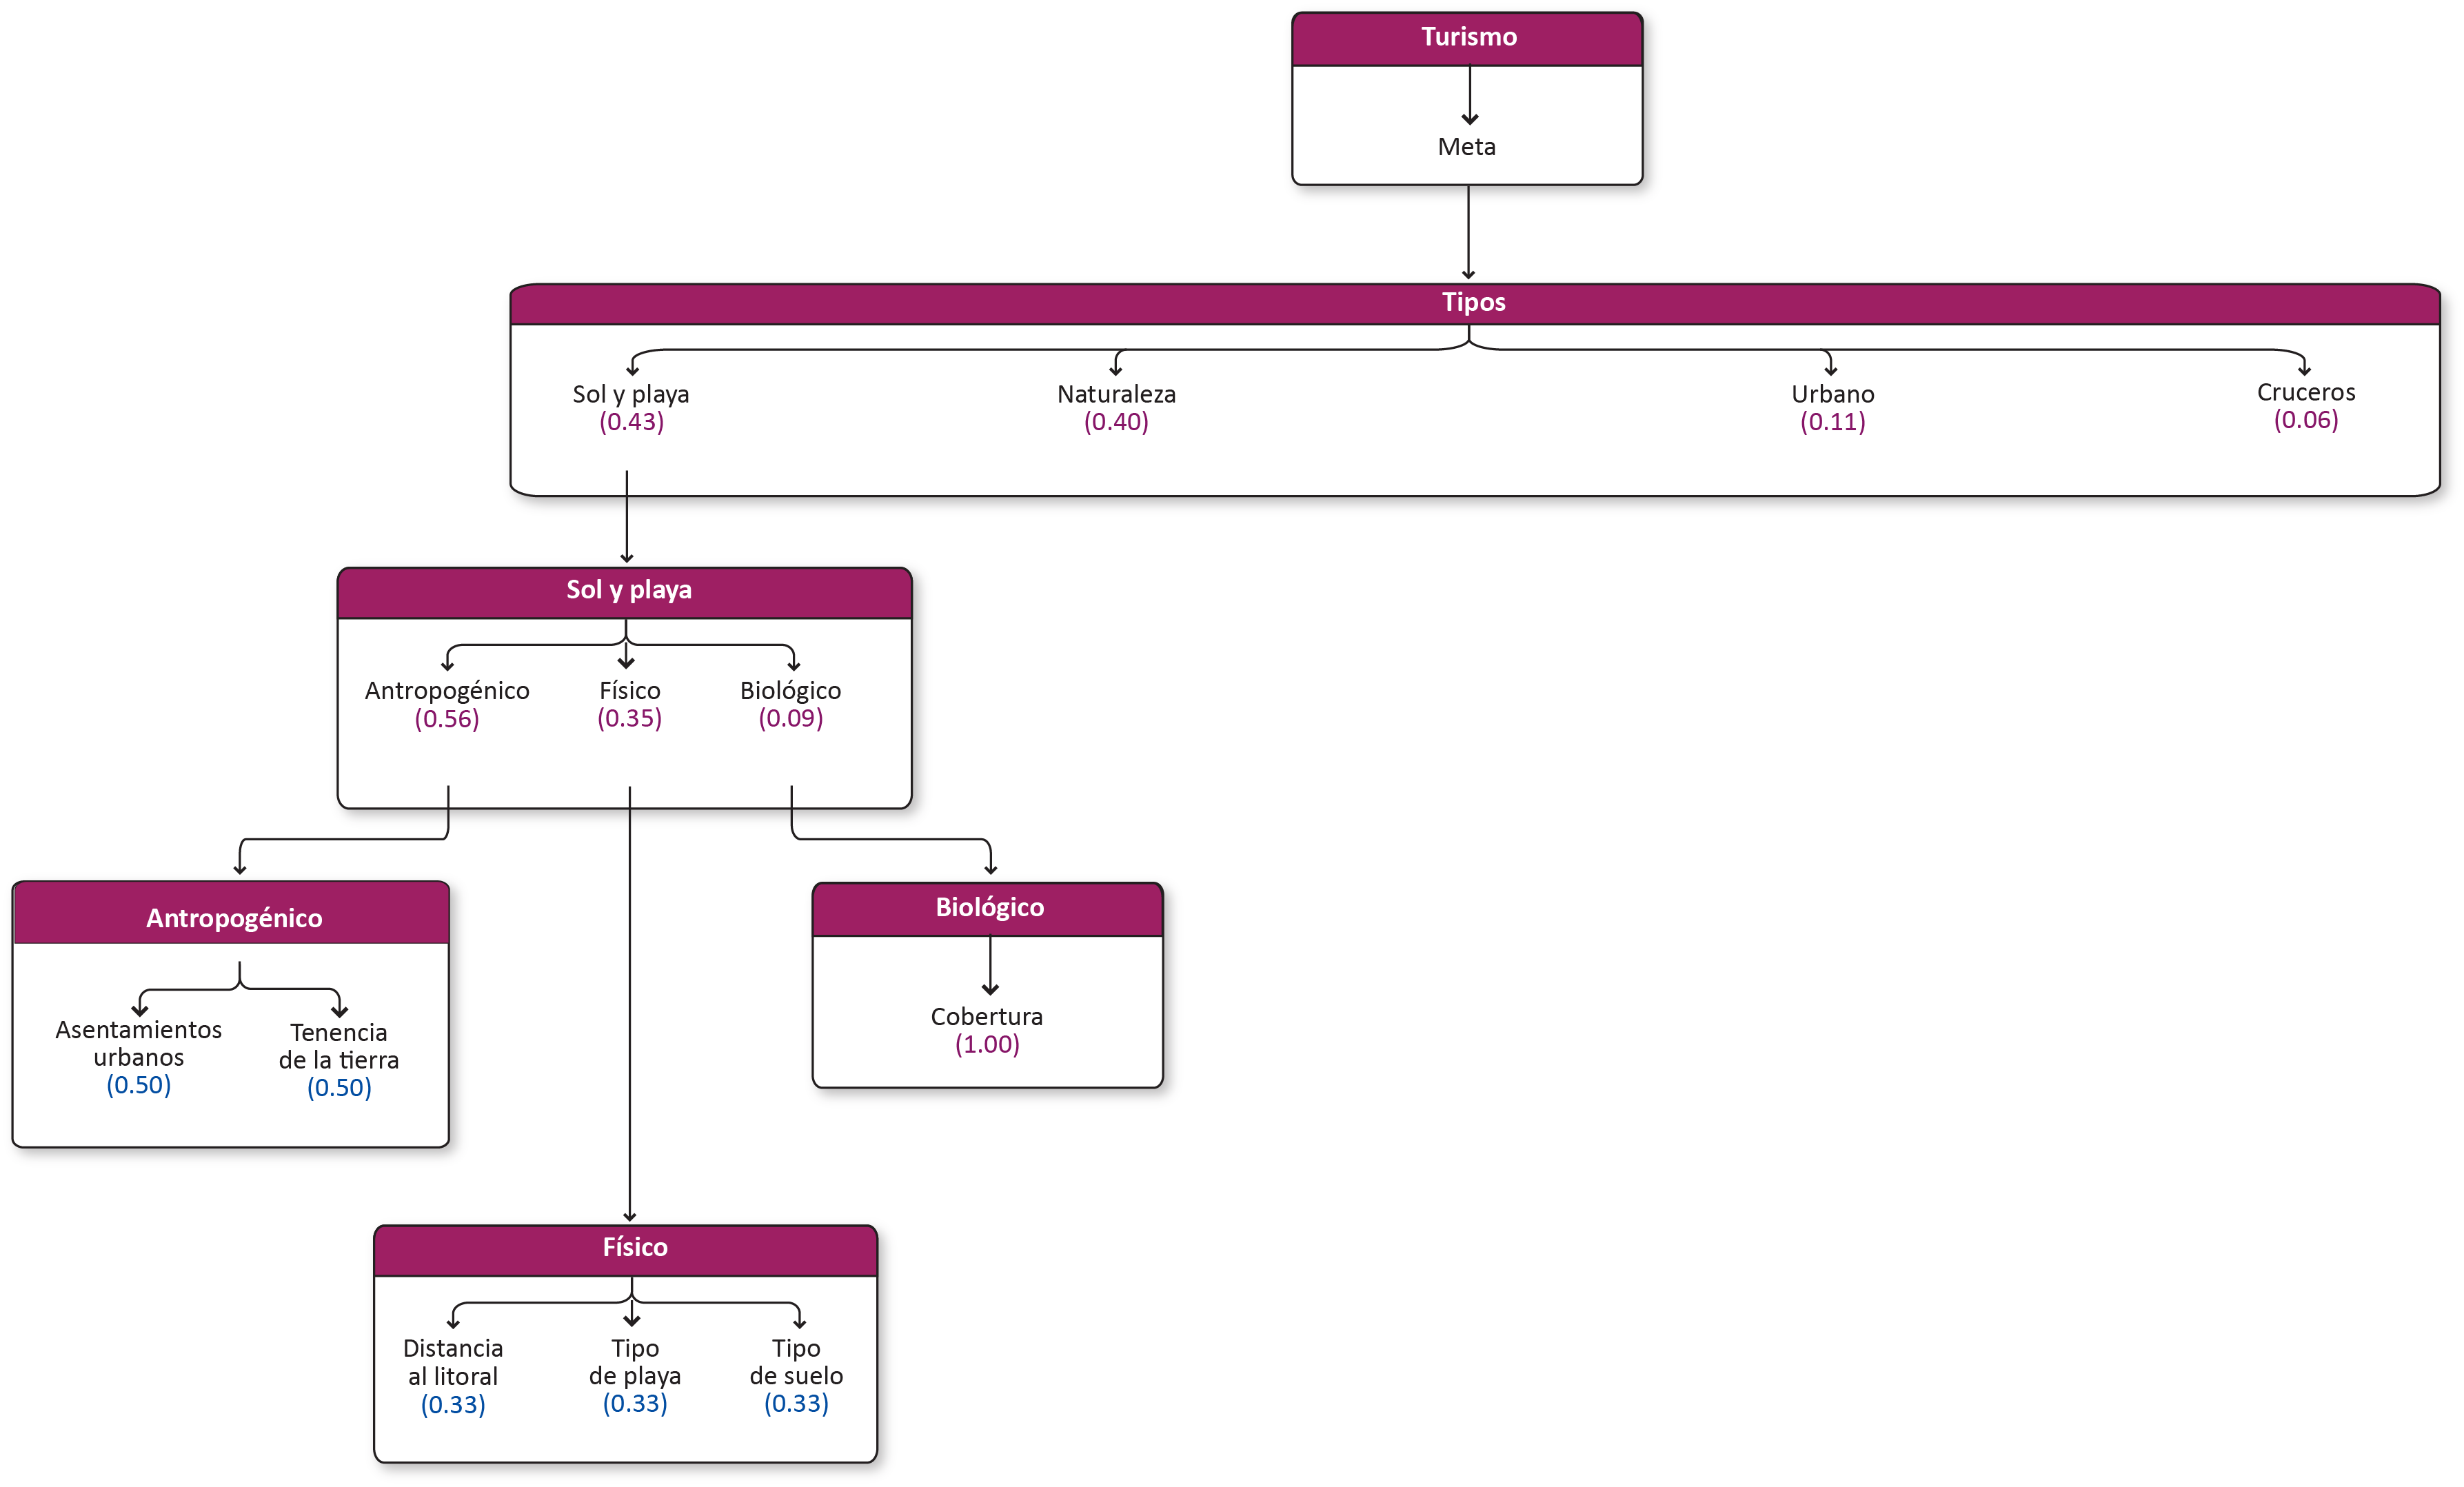 Turismo
Meta
Tipos
Sol y playa
(0.43)
Naturaleza
(0.40)
Urbano
(0.11)
Cruceros
(0.06)
Sol y playa
Antropogénico
(0.56)
Físico
(0.35)
Biológico
(0.09)
Antropogénico
Asentamientos
urbanos
(0.50)
Tenencia
de la tierra
(0.50)
Biológico
Cobertura
(1.00)
Físico
Distancia
al litoral
(0.33)
Tipo
de playa
(0.33)
Tipo
de suelo
(0.33)